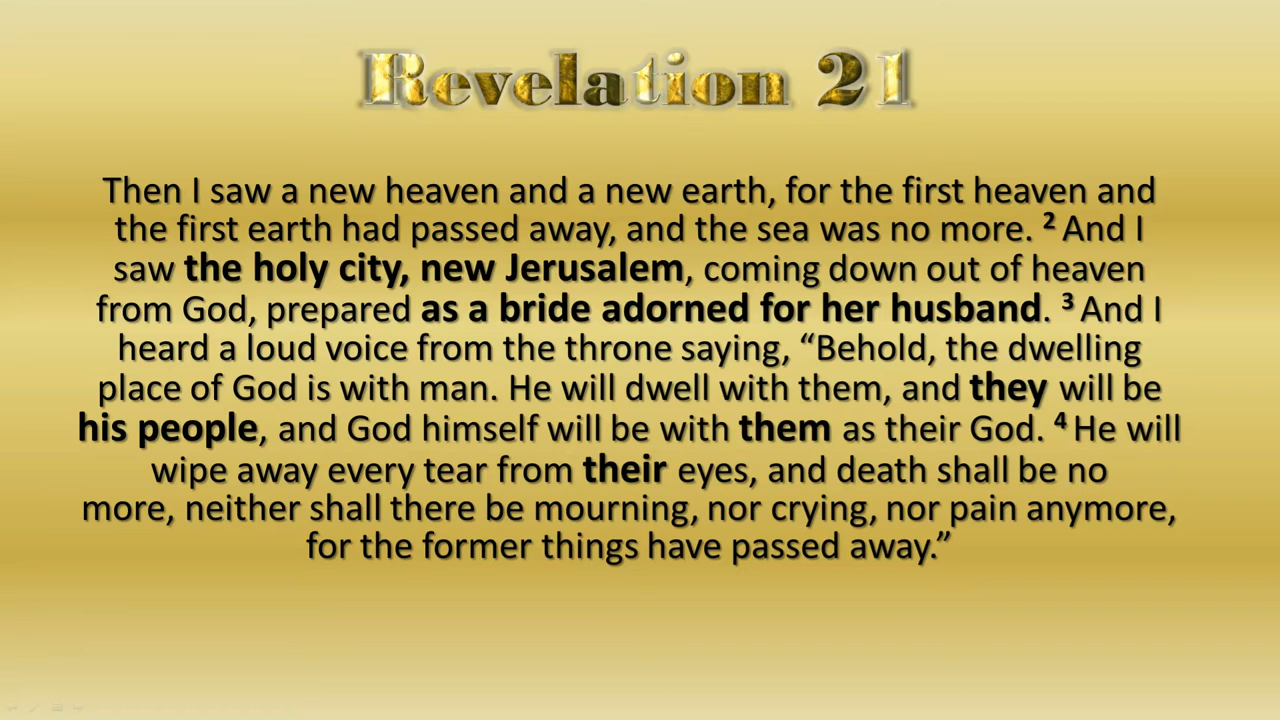 Revelation 21
Then I saw a new heaven and a new earth, for the first heaven and
the first earth had passed away, and the sea was no more. ² And I
saw the holy city, new Jerusalem, coming down out of heaven
from God, prepared as a bride adorned for her husband. ³ And I
heard a loud voice from the throne saying, “Behold, the dwelling
place of God is with man. He will dwell with them, and they will be
his people, and God himself will be with them as their God. ⁴ He will
wipe away every tear from their eyes, and death shall be no
more, neither shall there be mourning, nor crying, nor pain anymore,
for the former things have passed away.”